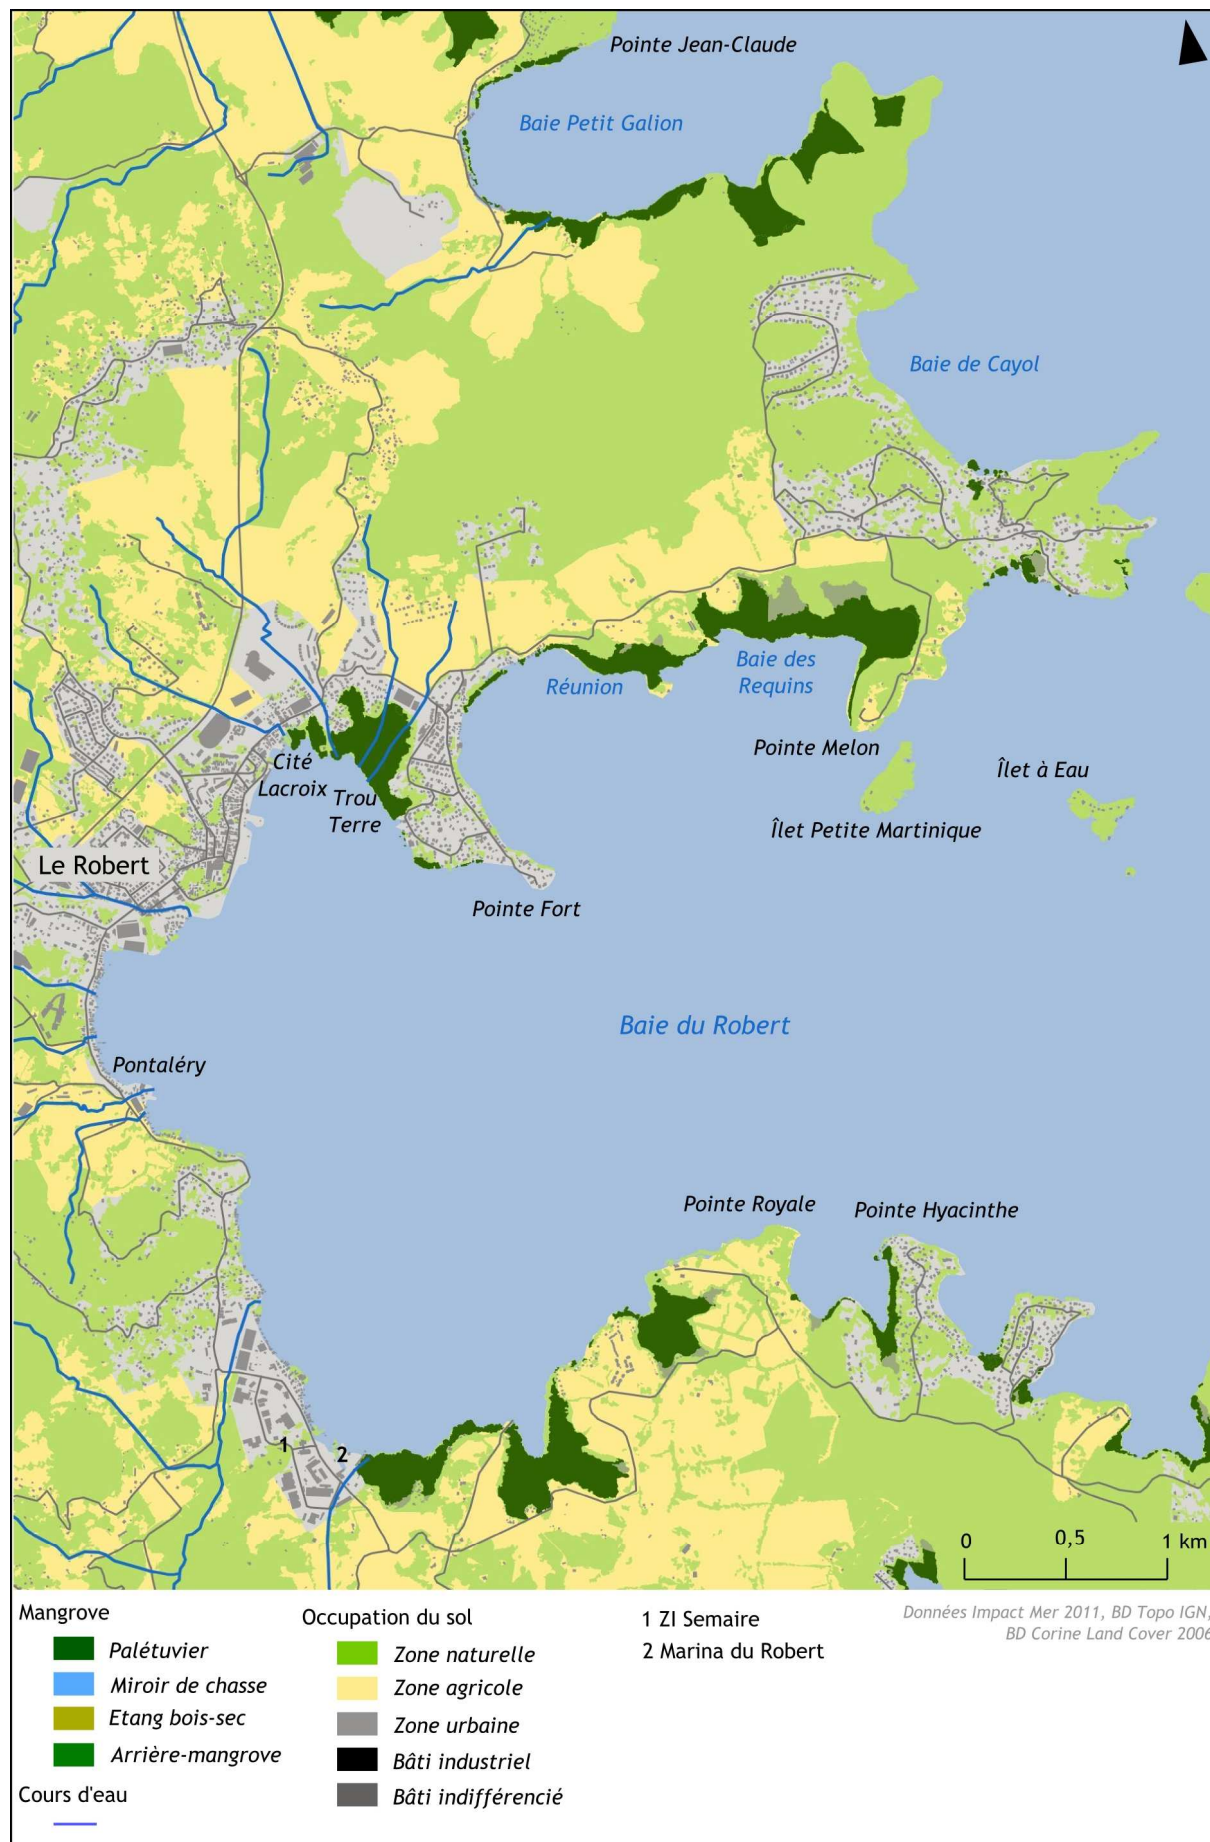 Pointe Jean-Claude
Baie Petit Galion
Baie de Cayol
Réunion
Baie des
Requins
Pointe Melon
Îlet à Eau
Îlet Petite Martinique
Cité
Lacroix
Trou
Terre
Le Robert
Pointe Fort
Baie du Robert
Pontaléry
Pointe Royale
Pointe Hyacinthe
1
2
0 0,5 1 km
Mangrove
Palétuvier
Miroir de chasse
Etang bois-sec
Arrière-mangrove
Cours d'eau
Occupation du sol
Zone naturelle
Zone agricole
Zone urbaine
Bâti industriel
Bâti indifférencié
1 ZI Semaire
2 Marina du Robert
Données Impact Mer 2011, BD Topo IGN,
BD Corine Land Cover 2006